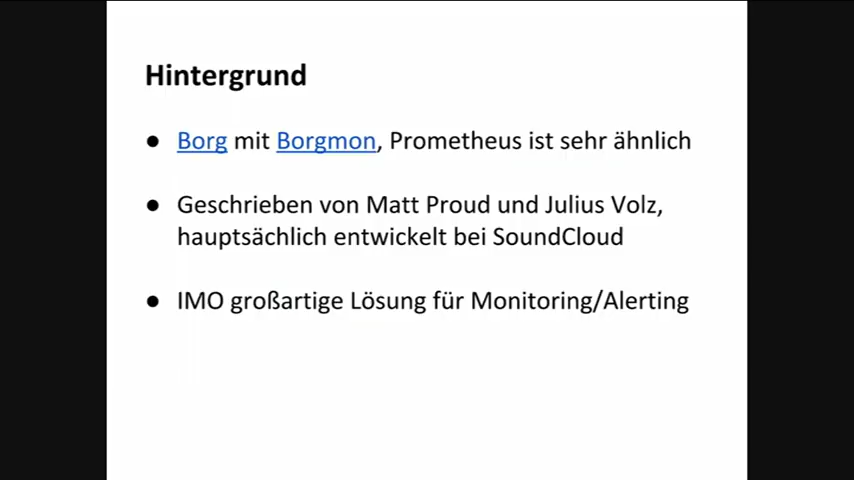 Hintergrund
● Borg mit Borgmon, Prometheus ist sehr ähnlich
● Geschrieben von Matt Proud und Julius Volz,
hauptsächlich entwickelt bei SoundCloud
● IMO großartige Lösung für Monitoring/Alerting